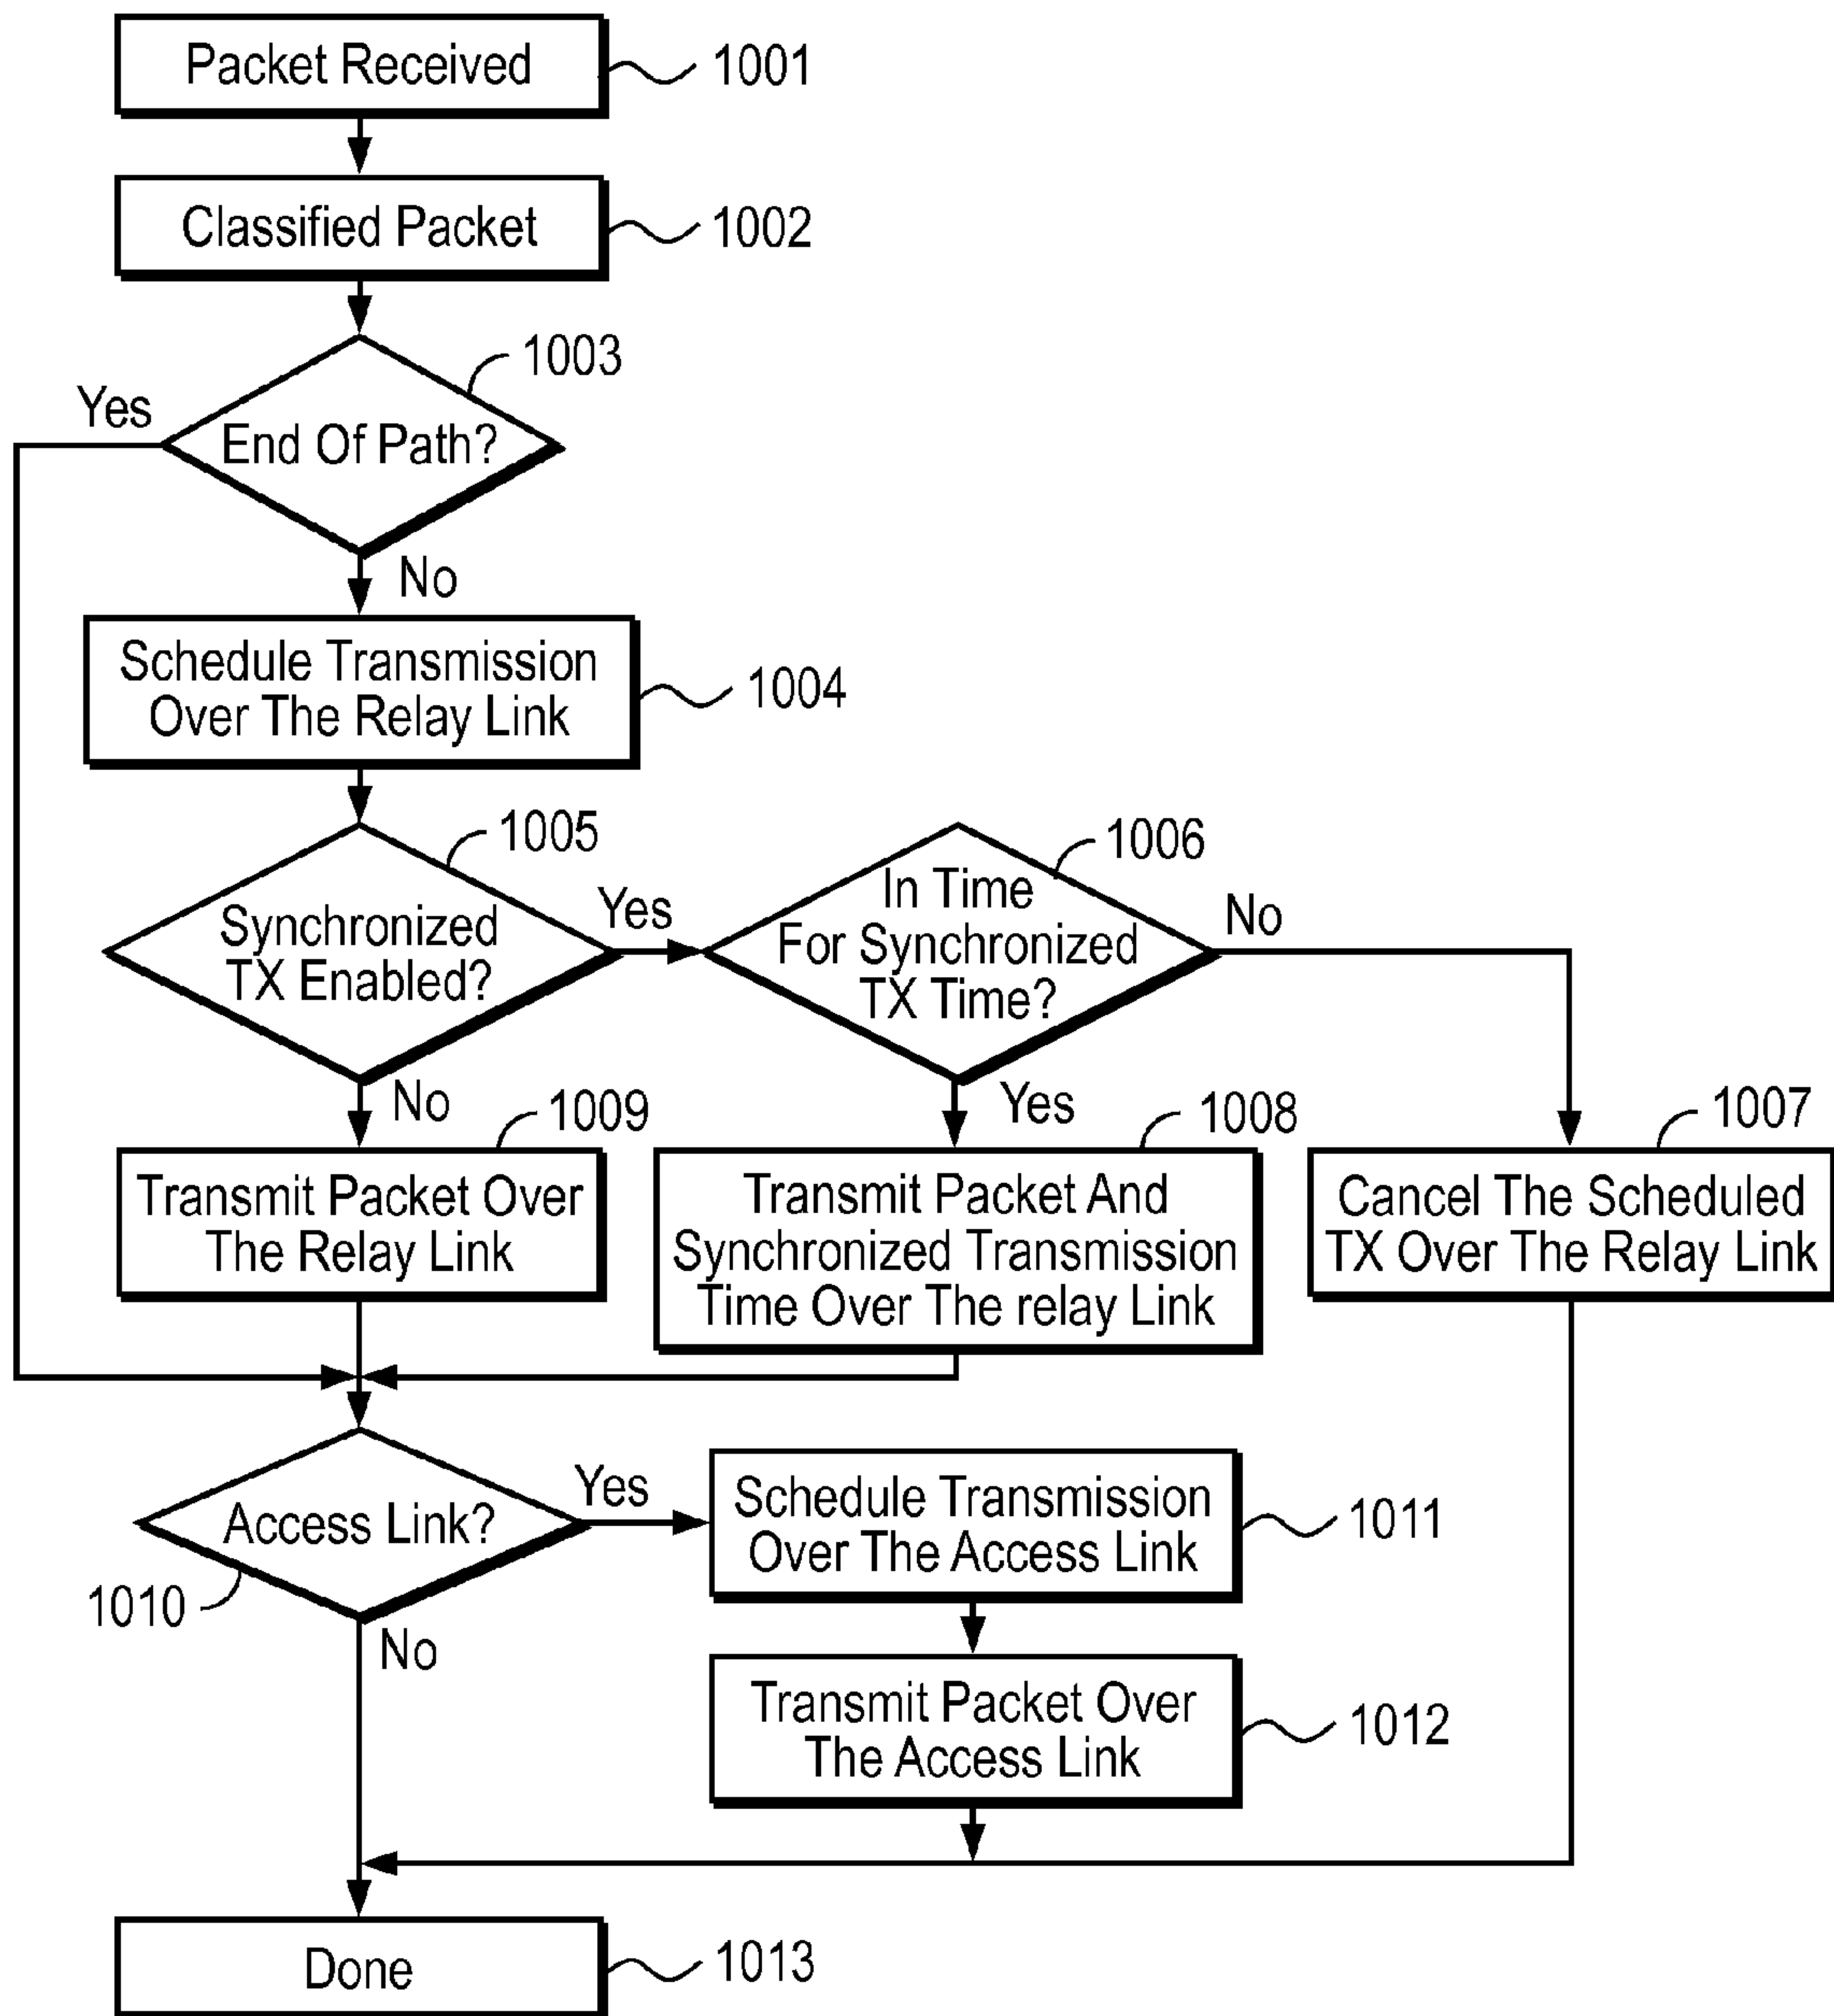 Packet Received
1001
Classified Packet
1002
1003
Yes
End Of Path?
No
Schedule Transmission
Over The Relay Link
1004
1005
Synchronized
TX Enabled?
Yes
1006
In Time
For Synchronized
TX Time?
No
No
1009
Yes
1008
1007
Transmit Packet Over
The Relay Link
Transmit Packet And
Synchronized Transmission
Time Over The relay Link
Cancel The Scheduled
TX Over The Relay Link
Access Link?
Yes
1010
No
Schedule Transmission
Over The Access Link
1011
Transmit Packet Over
The Access Link
1012
Done
1013